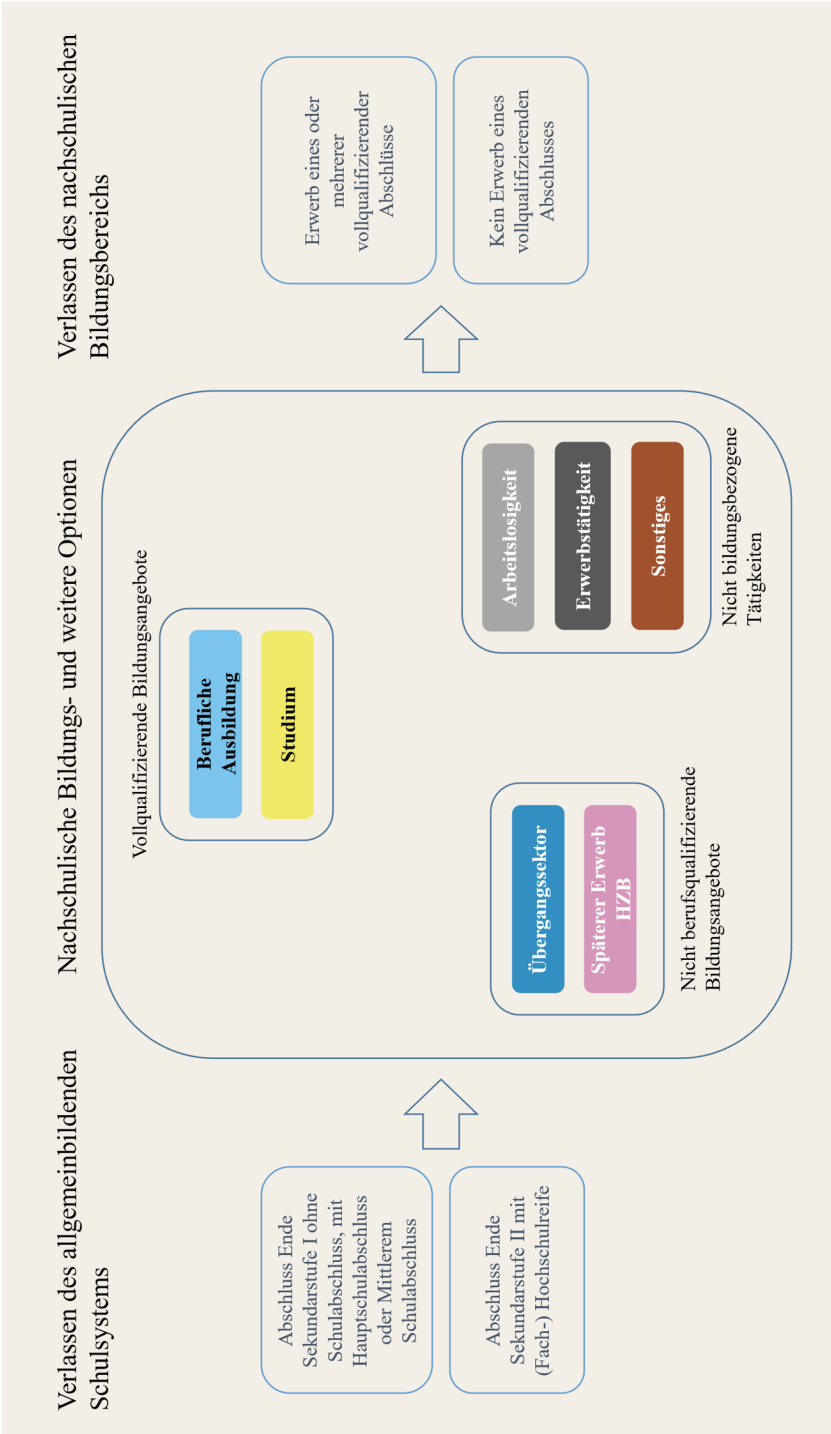 Verlassen des allgemeinbildenden
Schulsystems
Abschluss Ende
Sekundarstufe I ohne
Schulabschluss, mit
Hauptschulabschluss
oder Mittlerem
Schulabschluss
Abschluss Ende
Sekundarstufe II mit
(Fach-) Hochschulreife
Nachschulische Bildungs- und weitere Optionen
Vollqualifizierende Bildungsangebote
Berufliche
Ausbildung
Studium
Übergangssektor
Späterer Erwerb
HZB
Nicht berufsqualifizierende
Bildungsangebote
Arbeitslosigkeit
Erwerbstätigkeit
Sonstiges
Nicht bildungsbezogene
Tätigkeiten
Verlassen des nachschulischen
Bildungsbereichs
Erwerb eines oder
mehrerer
vollqualifizierender
Abschlüsse
Kein Erwerb eines
vollqualifizierenden
Abschlusses